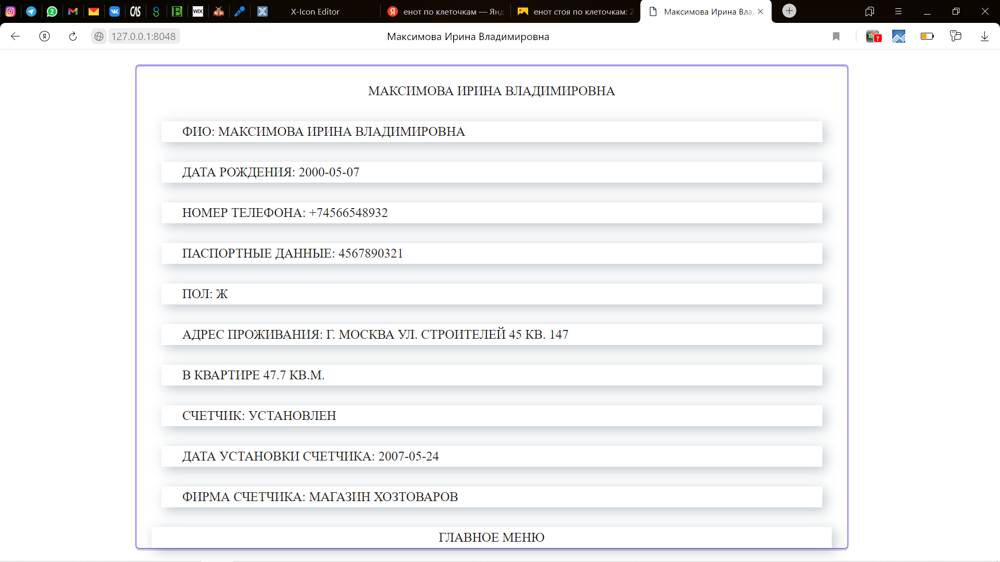 CAS
WIX
X-Icon Editor
енот по клеточкам — Янд
енот стоя по клеточкам: 2
Максимова Ирина Вла
127.0.0.1:8048
Максимова Ирина Владимировна
МАКСИМОВА ИРИНА ВЛАДИМИРОВНА
ФИО: МАКСИМОВА ИРИНА ВЛАДИМИРОВНА
ДАТА РОЖДЕНИЯ: 2000-05-07
НОМЕР ТЕЛЕФОНА: +74566548932
ПАСПОРТНЫЕ ДАННЫЕ: 4567890321
ПОЛ: Ж
АДРЕС ПРОЖИВАНИЯ: Г. МОСКВА УЛ. СТРОИТЕЛЕЙ 45 КВ. 147
В КВАРТИРЕ 47.7 КВ.М.
СЧЕТЧИК: УСТАНОВЛЕН
ДАТА УСТАНОВКИ СЧЕТЧИКА: 2007-05-24
ФИРМА СЧЕТЧИКА: МАГАЗИН ХОЗТОВАРОВ
ГЛАВНОЕ МЕНЮ